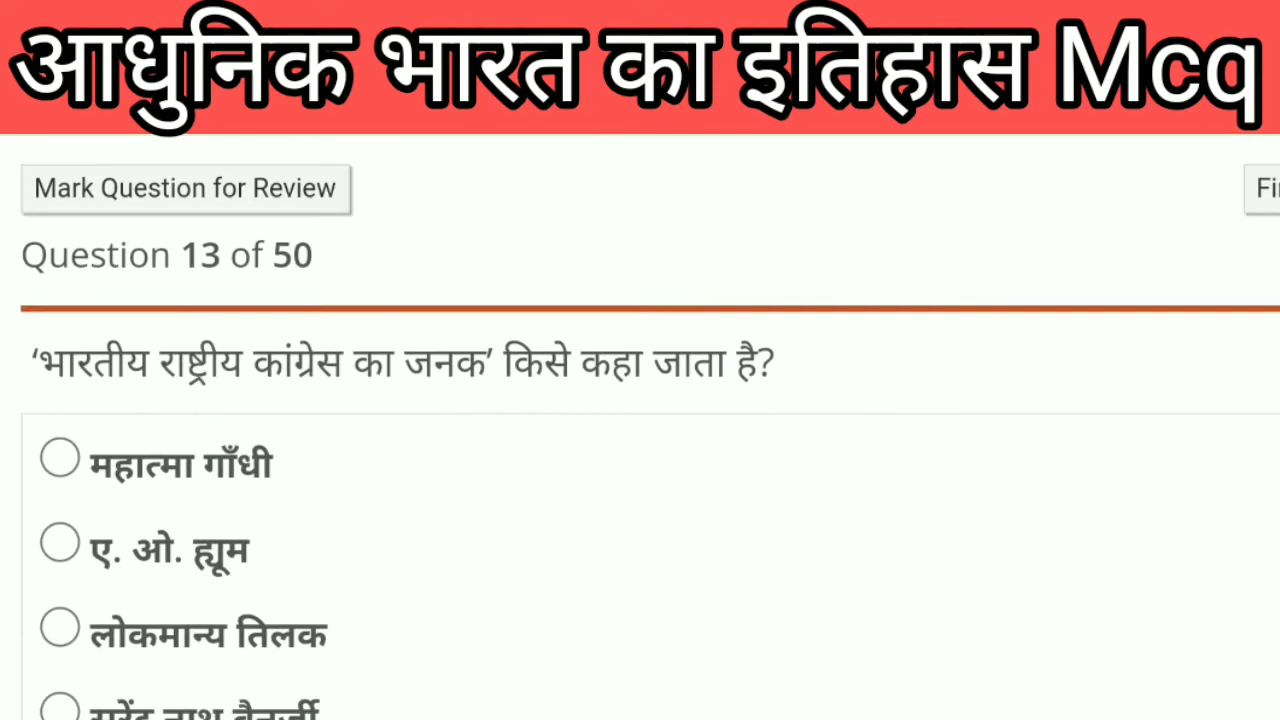 आधुनिक भारत का इतिहास Mcq
Mark Question for Review
Question 13 of 50
‘भारतीय राष्ट्रीय कांग्रेस का जनक’ किसे कहा जाता है?
महात्मा गाँधी
ए. ओ. ह्यूम
लोकमान्य तिलक